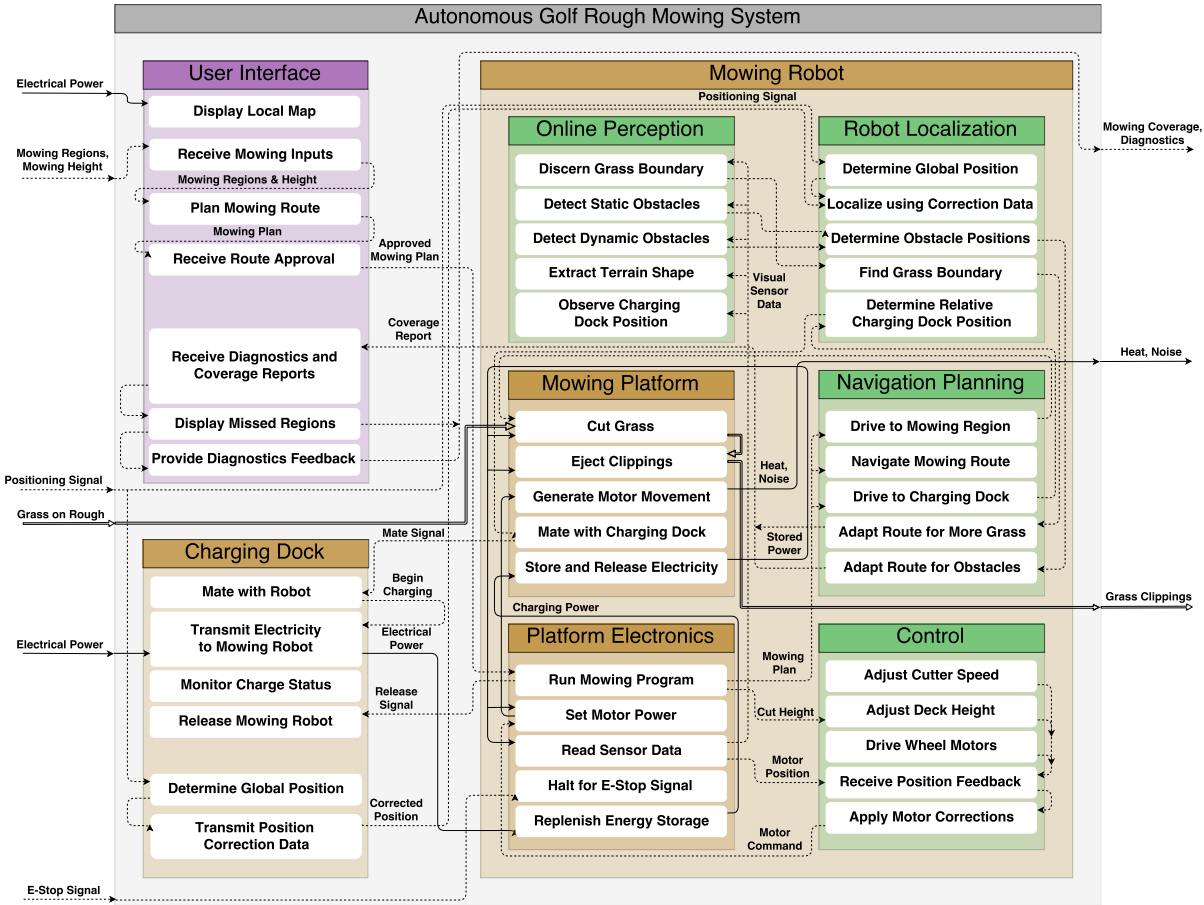 Autonomous Golf Rough Mowing System
User Interface
Electrical Power
Display Local Map
Mowing Regions,
Mowing Height
Receive Mowing Inputs
Mowing Regions & Height
Plan Mowing Route
Mowing Plan
Receive Route Approval
Approved
Mowing Plan
Coverage
Report
Receive Diagnostics and
Coverage Reports
Display Missed Regions
Provide Diagnostics Feedback
Positioning Signal
Grass on Rough
Charging Dock
Mate Signal
Mate with Robot
Begin
Charging
Transmit Electricity
to Mowing Robot
Electrical Power
Electrical
Power
Monitor Charge Status
Release
Signal
Release Mowing Robot
Determine Global Position
Corrected
Position
Transmit Position
Correction Data
E-Stop Signal
Mowing Robot
Positioning Signal
Online Perception
Discern Grass Boundary
Detect Static Obstacles
Detect Dynamic Obstacles
Extract Terrain Shape
Observe Charging
Dock Position
Visual
Sensor
Data
Robot Localization
Determine Global Position
Localize using Correction Data
Determine Obstacle Positions
Find Grass Boundary
Determine Relative
Charging Dock Position
Mowing Coverage,
Diagnostics
Heat, Noise
Mowing Platform
Cut Grass
Eject Clippings
Generate Motor Movement
Mate with Charging Dock
Store and Release Electricity
Heat,
Noise
Stored
Power
Charging Power
Navigation Planning
Drive to Mowing Region
Navigate Mowing Route
Drive to Charging Dock
Adapt Route for More Grass
Adapt Route for Obstacles
Grass Clippings
Platform Electronics
Run Mowing Program
Set Motor Power
Read Sensor Data
Halt for E-Stop Signal
Replenish Energy Storage
Mowing
Plan
Cut Height
Motor
Position
Motor
Command
Control
Adjust Cutter Speed
Adjust Deck Height
Drive Wheel Motors
Receive Position Feedback
Apply Motor Corrections